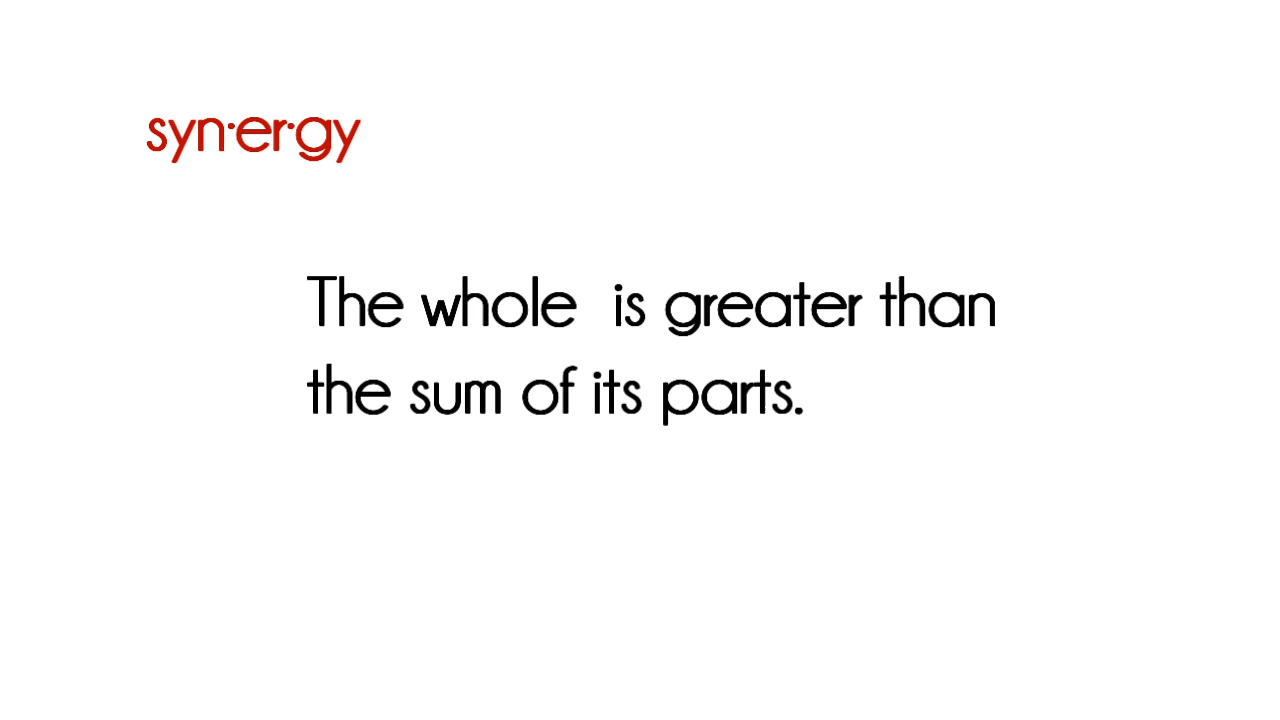 syn·er·gy
The whole  is greater than
the sum of its parts.